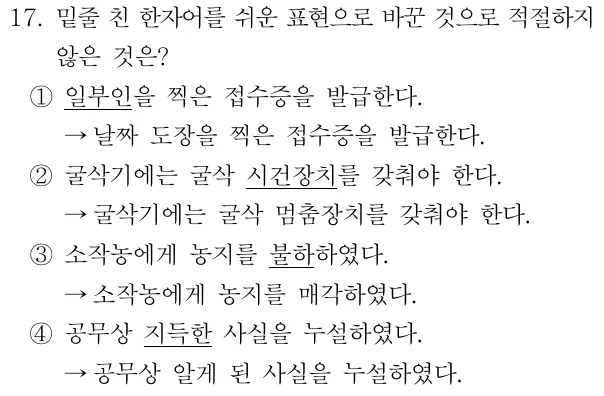 17. 밑줄 친 한자어를 쉬운 표현으로 바꾼 것으로 적절하지
않은 것은?
① 일부인을 찍은 접수증을 발급한다.
→ 날짜 도장을 찍은 접수증을 발급한다.
② 굴삭기에는 굴삭 시건장치를 갖춰야 한다.
→ 굴삭기에는 굴삭 멈춤장치를 갖춰야 한다.
③ 소작농에게 농지를 불하하였다.
→ 소작농에게 농지를 매각하였다.
④ 공무상 지득한 사실을 누설하였다.
→ 공무상 알게 된 사실을 누설하였다.